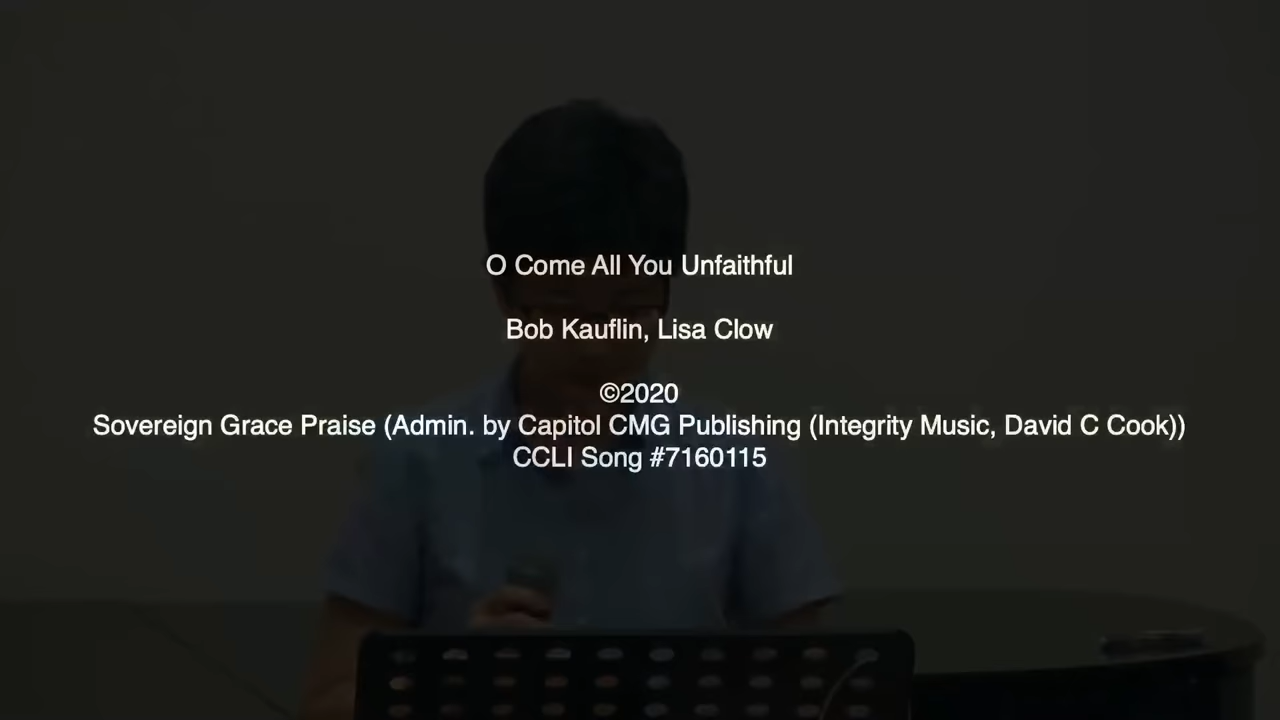 O Come All You Unfaithful
Bob Kauflin, Lisa Clow
©2020
Sovereign Grace Praise (Admin. by Capitol CMG Publishing (Integrity Music, David C Cook))
CCLI Song #7160115